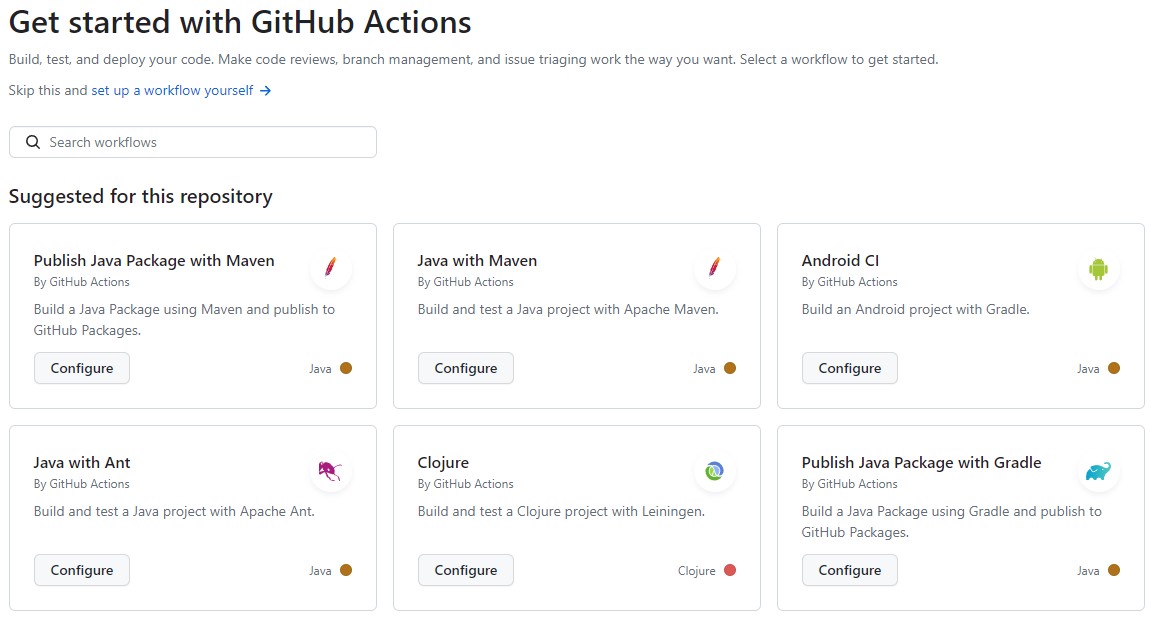 Get started with GitHub Actions
Build, test, and deploy your code. Make code reviews, branch management, and issue triaging work the way you want. Select a workflow to get started.
Skip this and set up a workflow yourself →
Search workflows
Suggested for this repository
Publish Java Package with Maven
By GitHub Actions
Build a Java Package using Maven and publish to
GitHub Packages.
Configure
Java
Java with Maven
By GitHub Actions
Build and test a Java project with Apache Maven.
Configure
Java
Android CI
By GitHub Actions
Build an Android project with Gradle.
Configure
Java
Java with Ant
By GitHub Actions
Build and test a Java project with Apache Ant.
Configure
Java
Clojure
By GitHub Actions
Build and test a Clojure project with Leiningen.
Configure
Clojure
Publish Java Package with Gradle
By GitHub Actions
Build a Java Package using Gradle and publish to
GitHub Packages.
Configure
Java